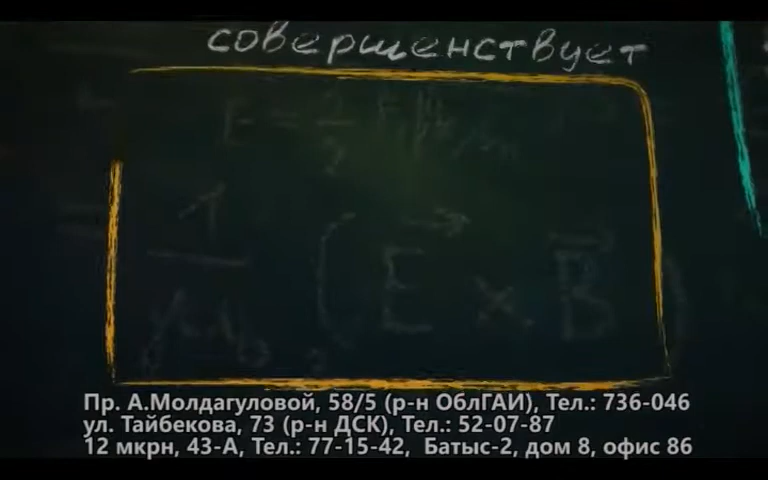 совершенствует
(E × B)
Пр. А.Молдагуловой, 58/5 (р-н ОблГАИ), Тел.: 736-046
ул. Тайбекова, 73 (р-н ДСК), Тел.: 52-07-87
12 мкрн, 43-А, Тел.: 77-15-42, Батыс-2, дом 8, офис 86